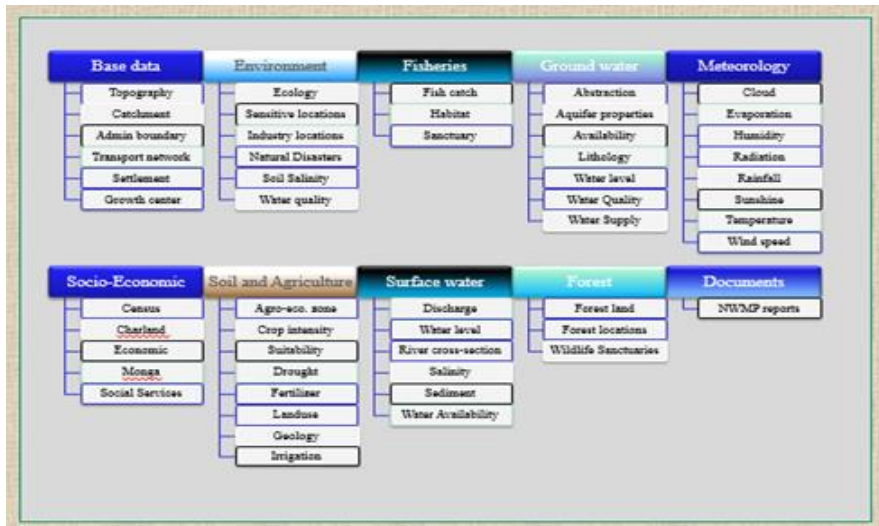 Base data
Topography
Catchment
Admin boundary
Transport network
Settlement
Growth center
Environment
Ecology
Sensitive locations
Industry locations
Natural Disasters
Soil Salinity
Water quality
Fisheries
Fish catch
Habitat
Sanctuary
Ground water
Abstraction
Aquifer properties
Availability
Lithology
Water level
Water Quality
Water Supply
Meteorology
Cloud
Evaporation
Humidity
Radiation
Rainfall
Sunshine
Temperature
Wind speed
Socio-Economic
Census
Charland
Economic
Monga
Social Services
Soil and Agriculture
Agro-eco. zone
Crop intensity
Suitability
Drought
Fertilizer
Landuse
Geology
Irrigation
Surface water
Discharge
Water level
River cross-section
Salinity
Sediment
Water Availability
Forest
Forest land
Forest locations
Wildlife Sanctuaries
Documents
NWMP reports